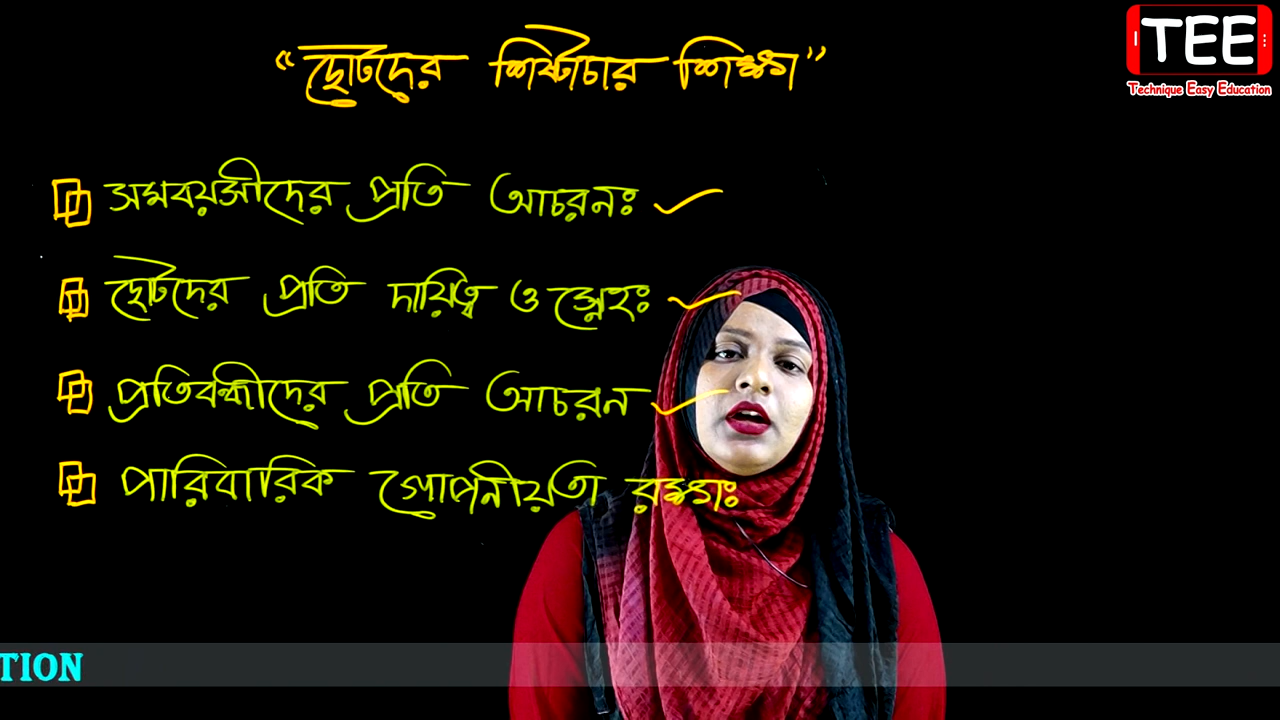 “ছোটদের শিষ্টাচার শিক্ষা”
TEE
Technique Easy Education
সমবয়সীদের প্রতি আচরনঃ
ছোটদের প্রতি দায়িত্ব ও স্নেহঃ
প্রতিবন্ধীদের প্রতি আচরন
পারিবারিক গোপনীয়তা রক্ষাঃ
TION